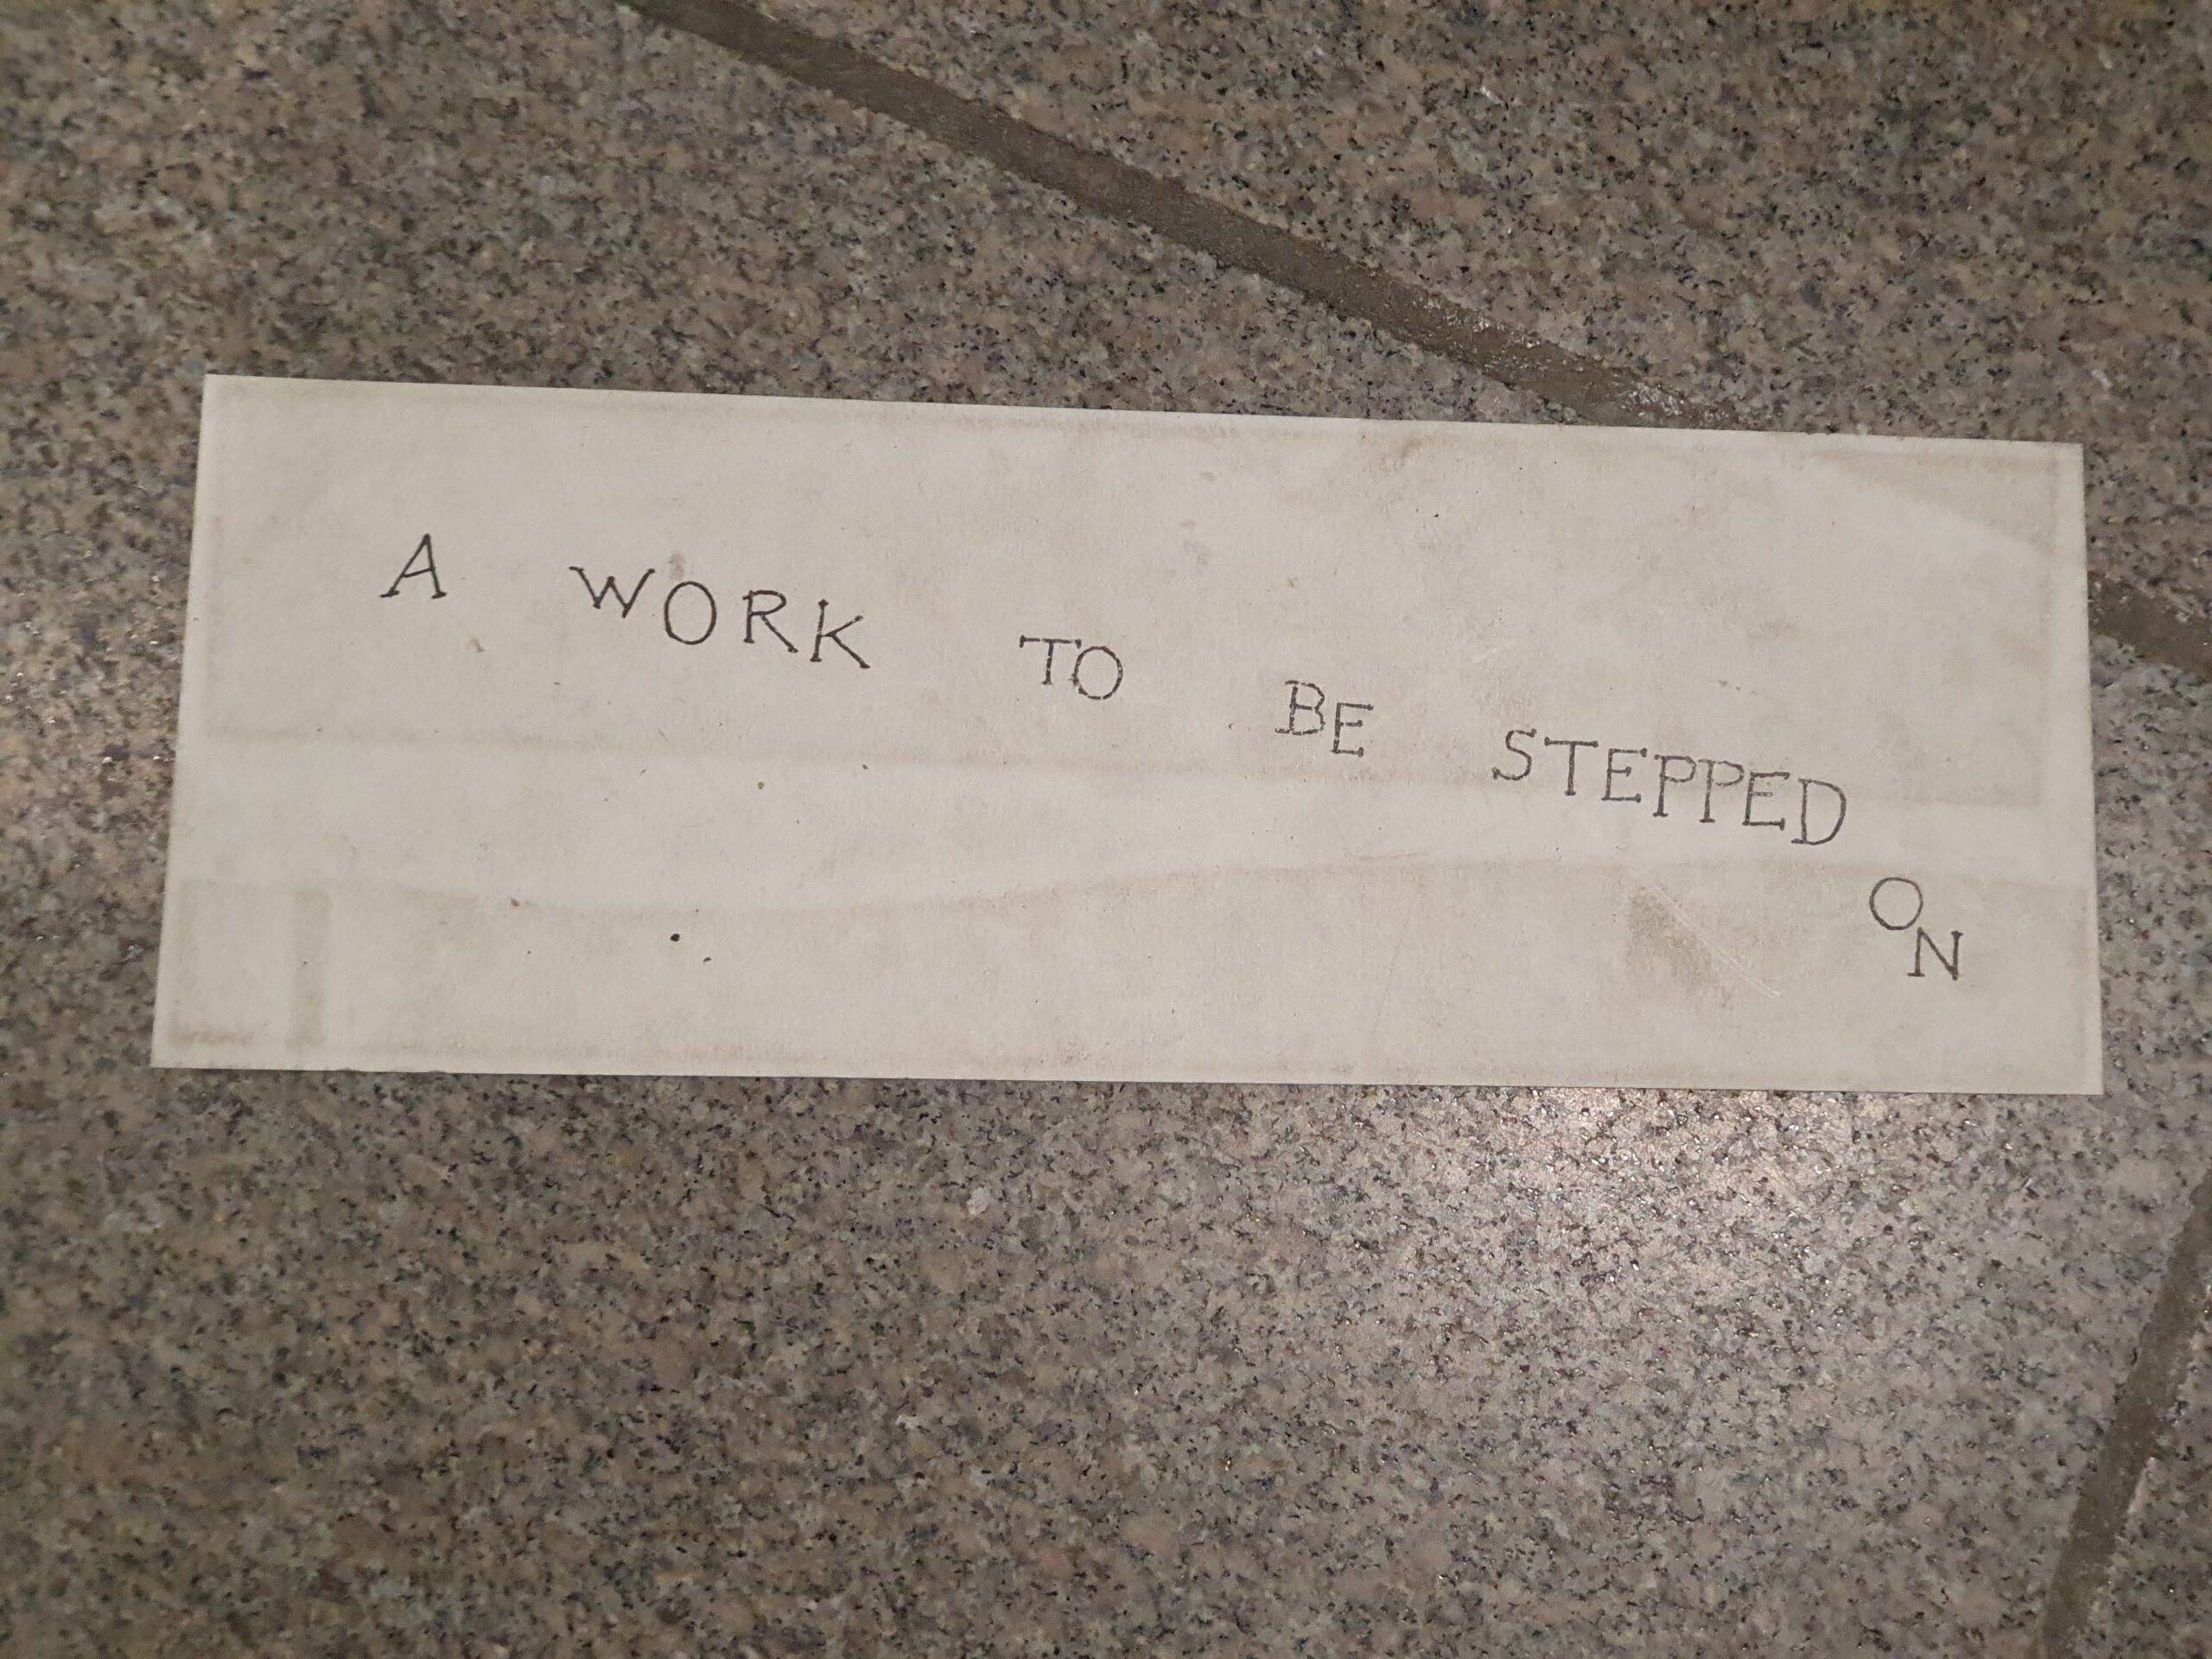 A WORK TO BE STEPPED ON